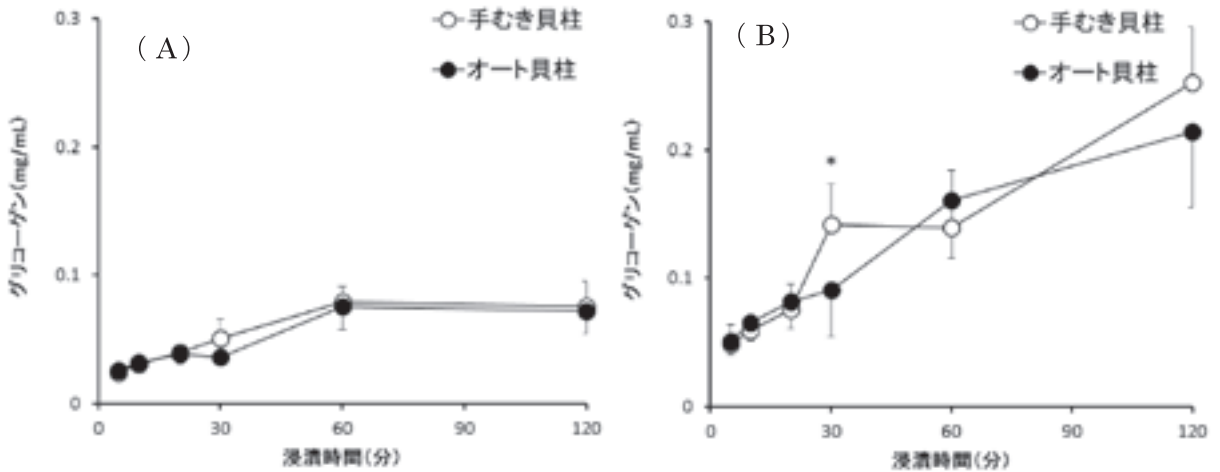 (A)
手むき貝柱
オート貝柱
グリコーゲン(mg/mL)
0.3
0.2
0.1
0
0 30 60 90 120
浸漬時間(分)
(B)
手むき貝柱
オート貝柱
*
グリコーゲン(mg/mL)
0.3
0.2
0.1
0
0 30 60 90 120
浸漬時間(分)